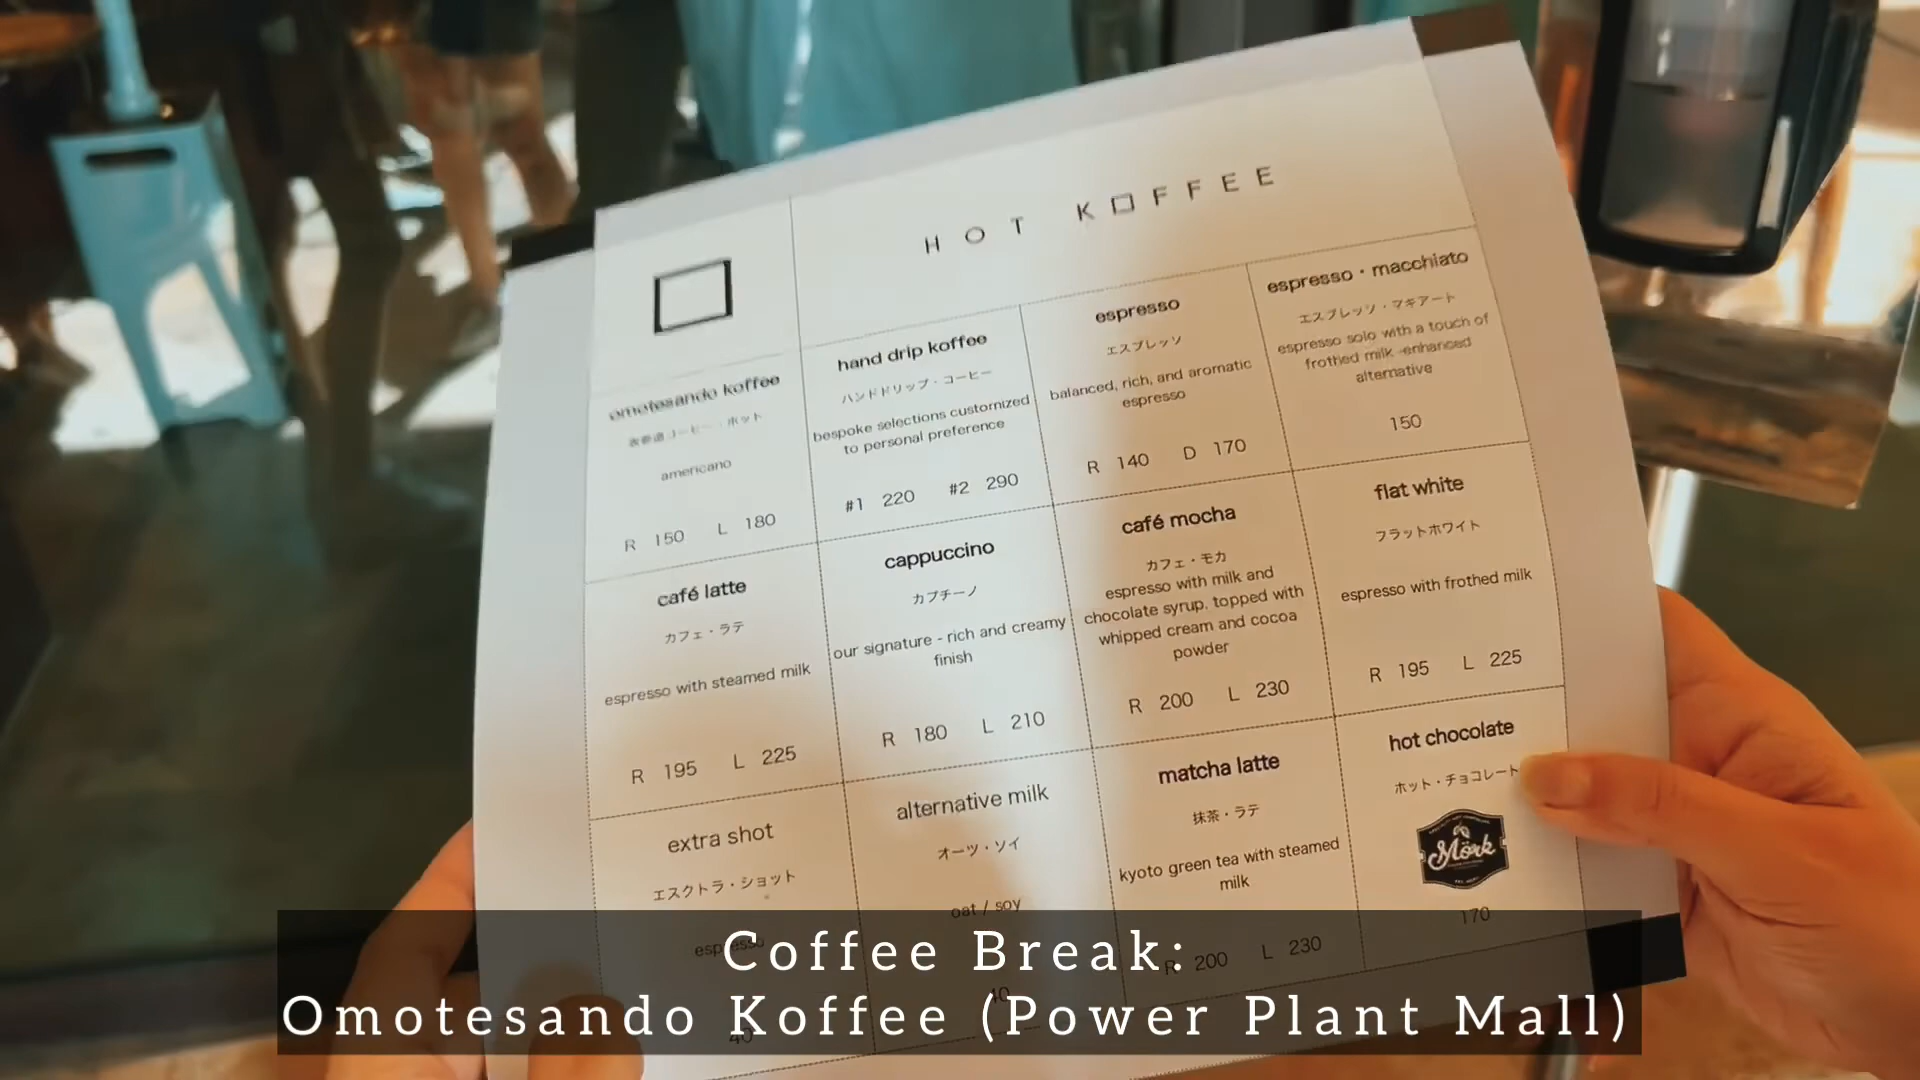 HOT KOFFEE
omotesando koffee
表参道コーヒー・ホット
americano
R 150 L 180
hand drip koffee
ハンドドリップ・コーヒー
bespoke selections customized
to personal preference
#1 220 #2 290
espresso
エスプレッソ
balanced, rich, and aromatic
espresso
R 140 D 170
espresso・macchiato
エスプレッソ・マキアート
espresso solo with a touch of
frothed milk -enhanced
alternative
150
café latte
カフェ・ラテ
espresso with steamed milk
R 195 L 225
cappuccino
カプチーノ
our signature - rich and creamy
finish
R 180 L 210
café mocha
カフェ・モカ
espresso with milk and
chocolate syrup, topped with
whipped cream and cocoa
powder
R 200 L 230
flat white
フラットホワイト
espresso with frothed milk
R 195 L 225
extra shot
エスクトラ・ショット
espresso
40
alternative milk
オーツ・ソイ
oat / soy
40
matcha latte
抹茶・ラテ
kyoto green tea with steamed
milk
R 200 L 230
hot chocolate
ホット・チョコレート
Mörk
170
Coffee Break:
Omotesando Koffee (Power Plant Mall)